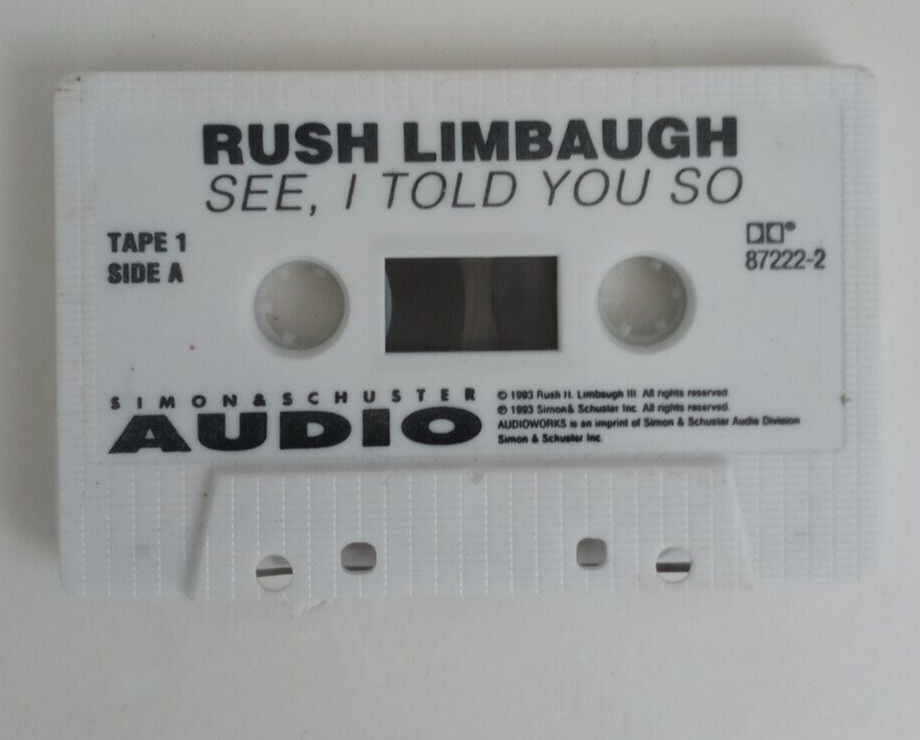 RUSH LIMBAUGH
SEE, I TOLD YOU SO
TAPE 1
SIDE A
87222-2
SIMON & SCHUSTER
AUDIO
© 1993 Rush H. Limbaugh III. All rights reserved.
℗ 1993 Simon & Schuster Inc. All rights reserved.
AUDIOWORKS is an imprint of Simon & Schuster Audio Division
Simon & Schuster Inc.